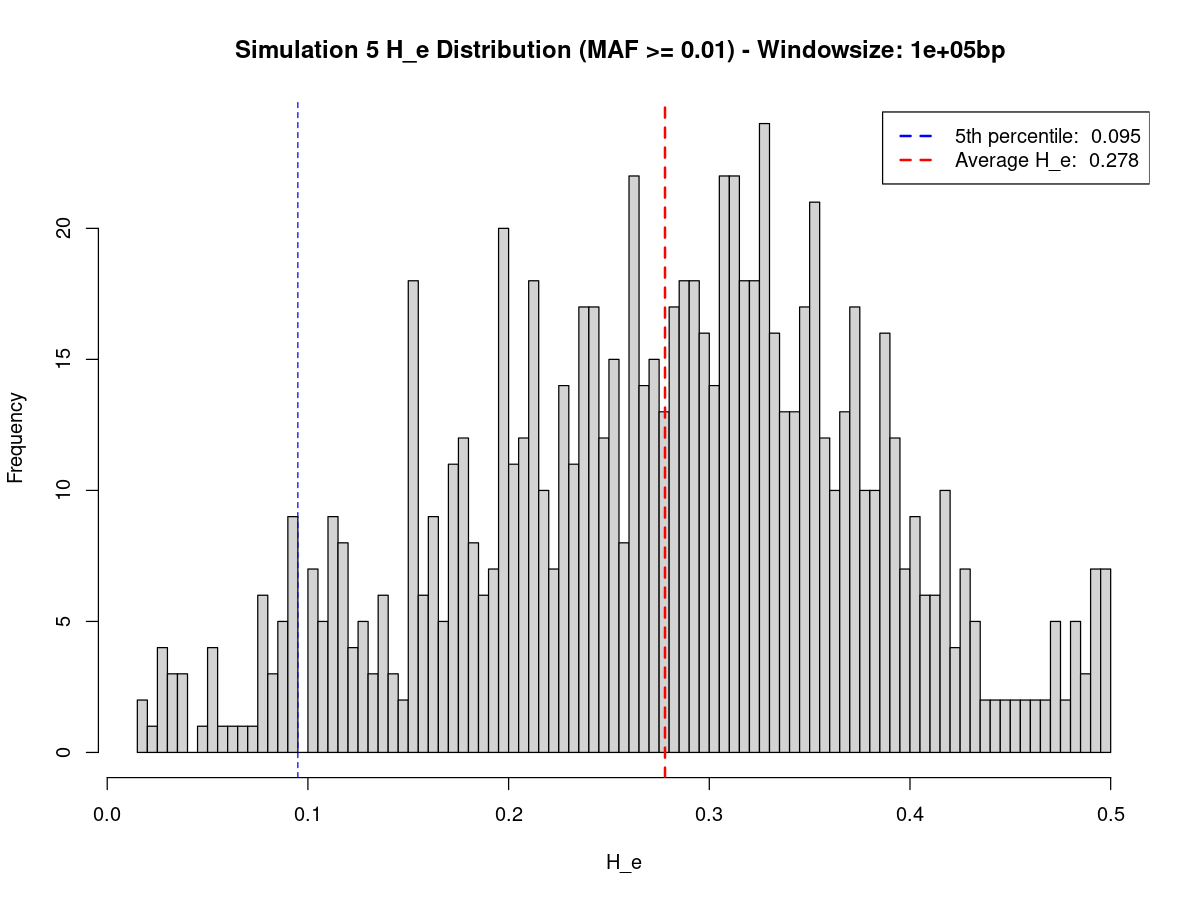 Simulation 5 H_e Distribution (MAF >= 0.01) - Windowsize: 1e+05bp
5th percentile: 0.095
Average H_e: 0.278
Frequency
20
15
10
5
0
0.0 0.1 0.2 0.3 0.4 0.5
H_e